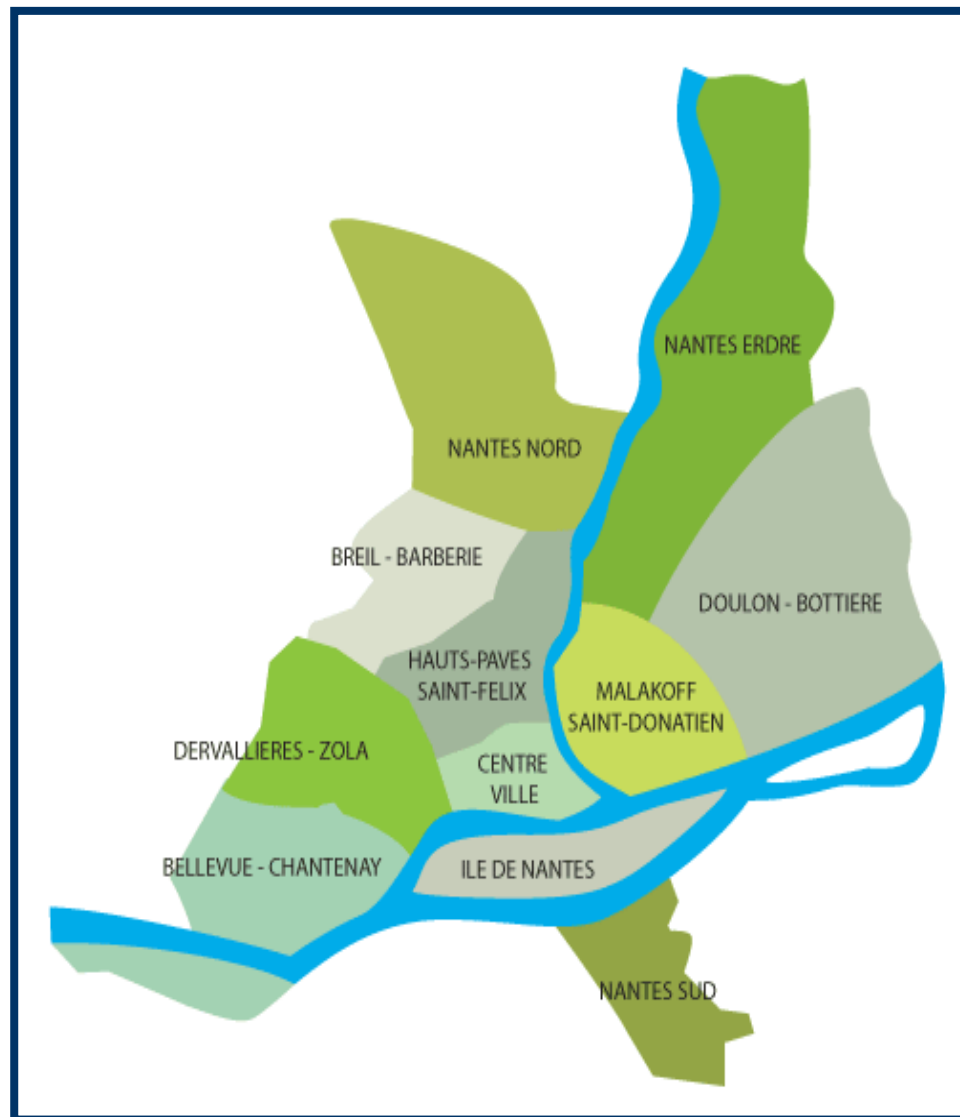 NANTES ERDRE
NANTES NORD
BREIL - BARBERIE
DOULON - BOTTIERE
HAUTS-PAVES
SAINT-FELIX
MALAKOFF
SAINT-DONATIEN
DERVALLIERES - ZOLA
CENTRE
VILLE
BELLEVUE - CHANTENAY
ILE DE NANTES
NANTES SUD